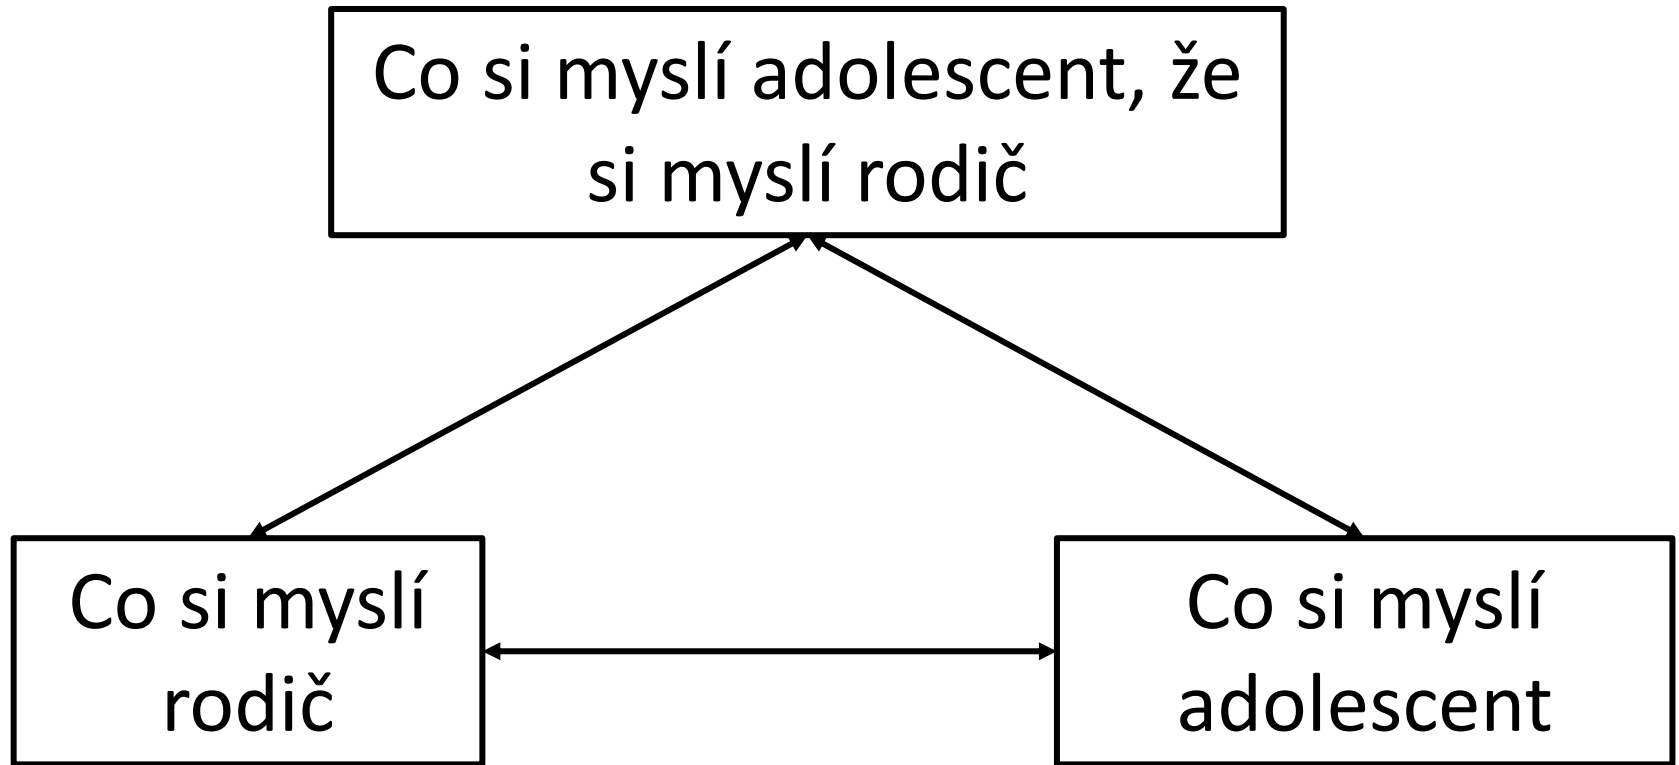 Co si myslí adolescent, že
si myslí rodič
Co si myslí
rodič
Co si myslí
adolescent